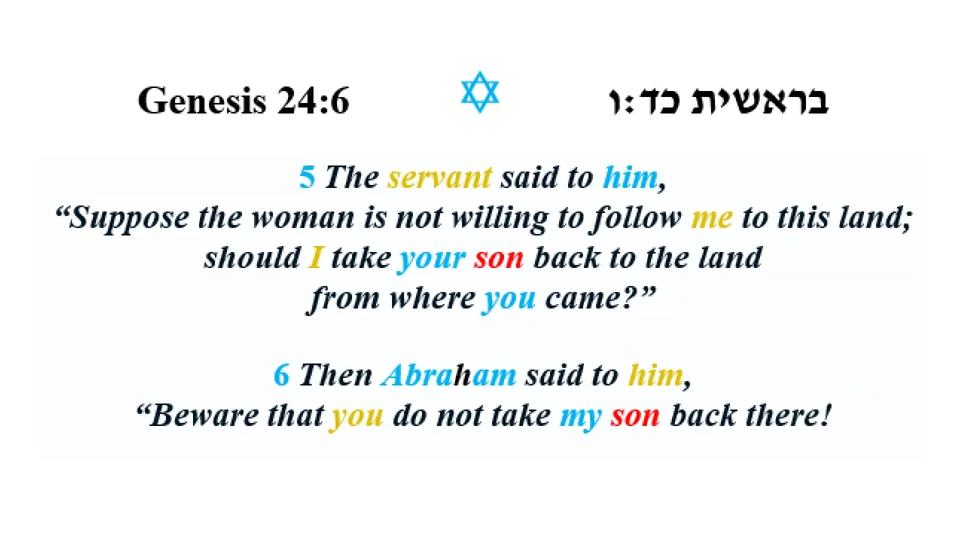 Genesis 24:6 בראשית כד:ו
5 The servant said to him,
“Suppose the woman is not willing to follow me to this land;
should I take your son back to the land
from where you came?”
6 Then Abraham said to him,
“Beware that you do not take my son back there!